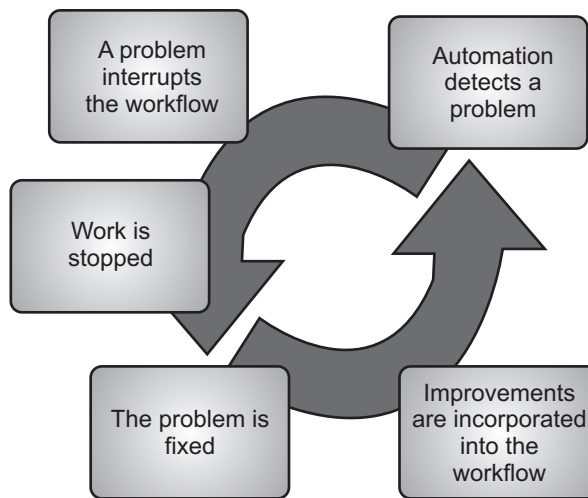 A problem
interrupts
the workflow
Automation
detects a
problem
Work is
stopped
The problem is
fixed
Improvements
are incorporated
into the
workflow